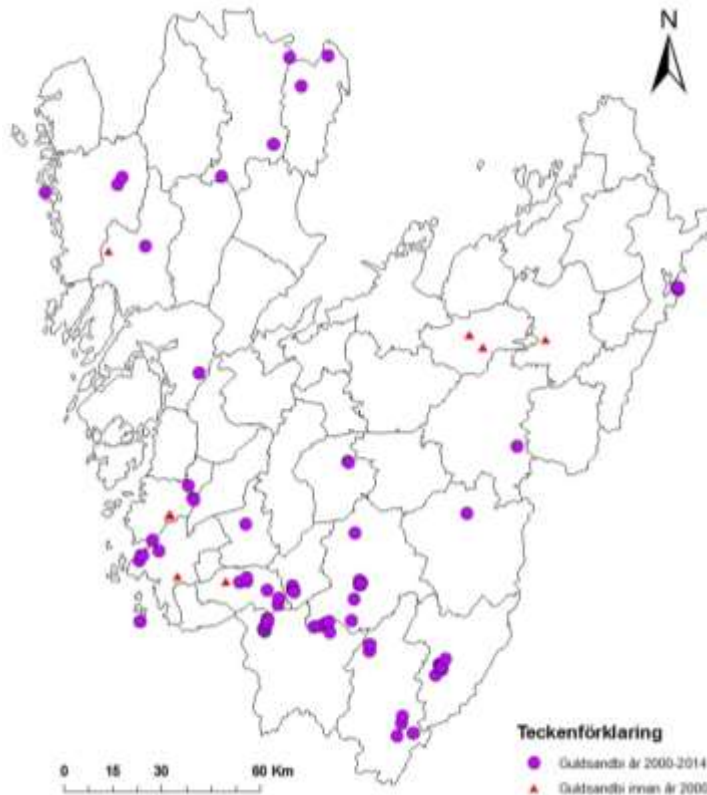 N
Teckenförklaring
Guldsandbi år 2000-2014
Guldsandbi innan år 2000
0 15 30 60 Km